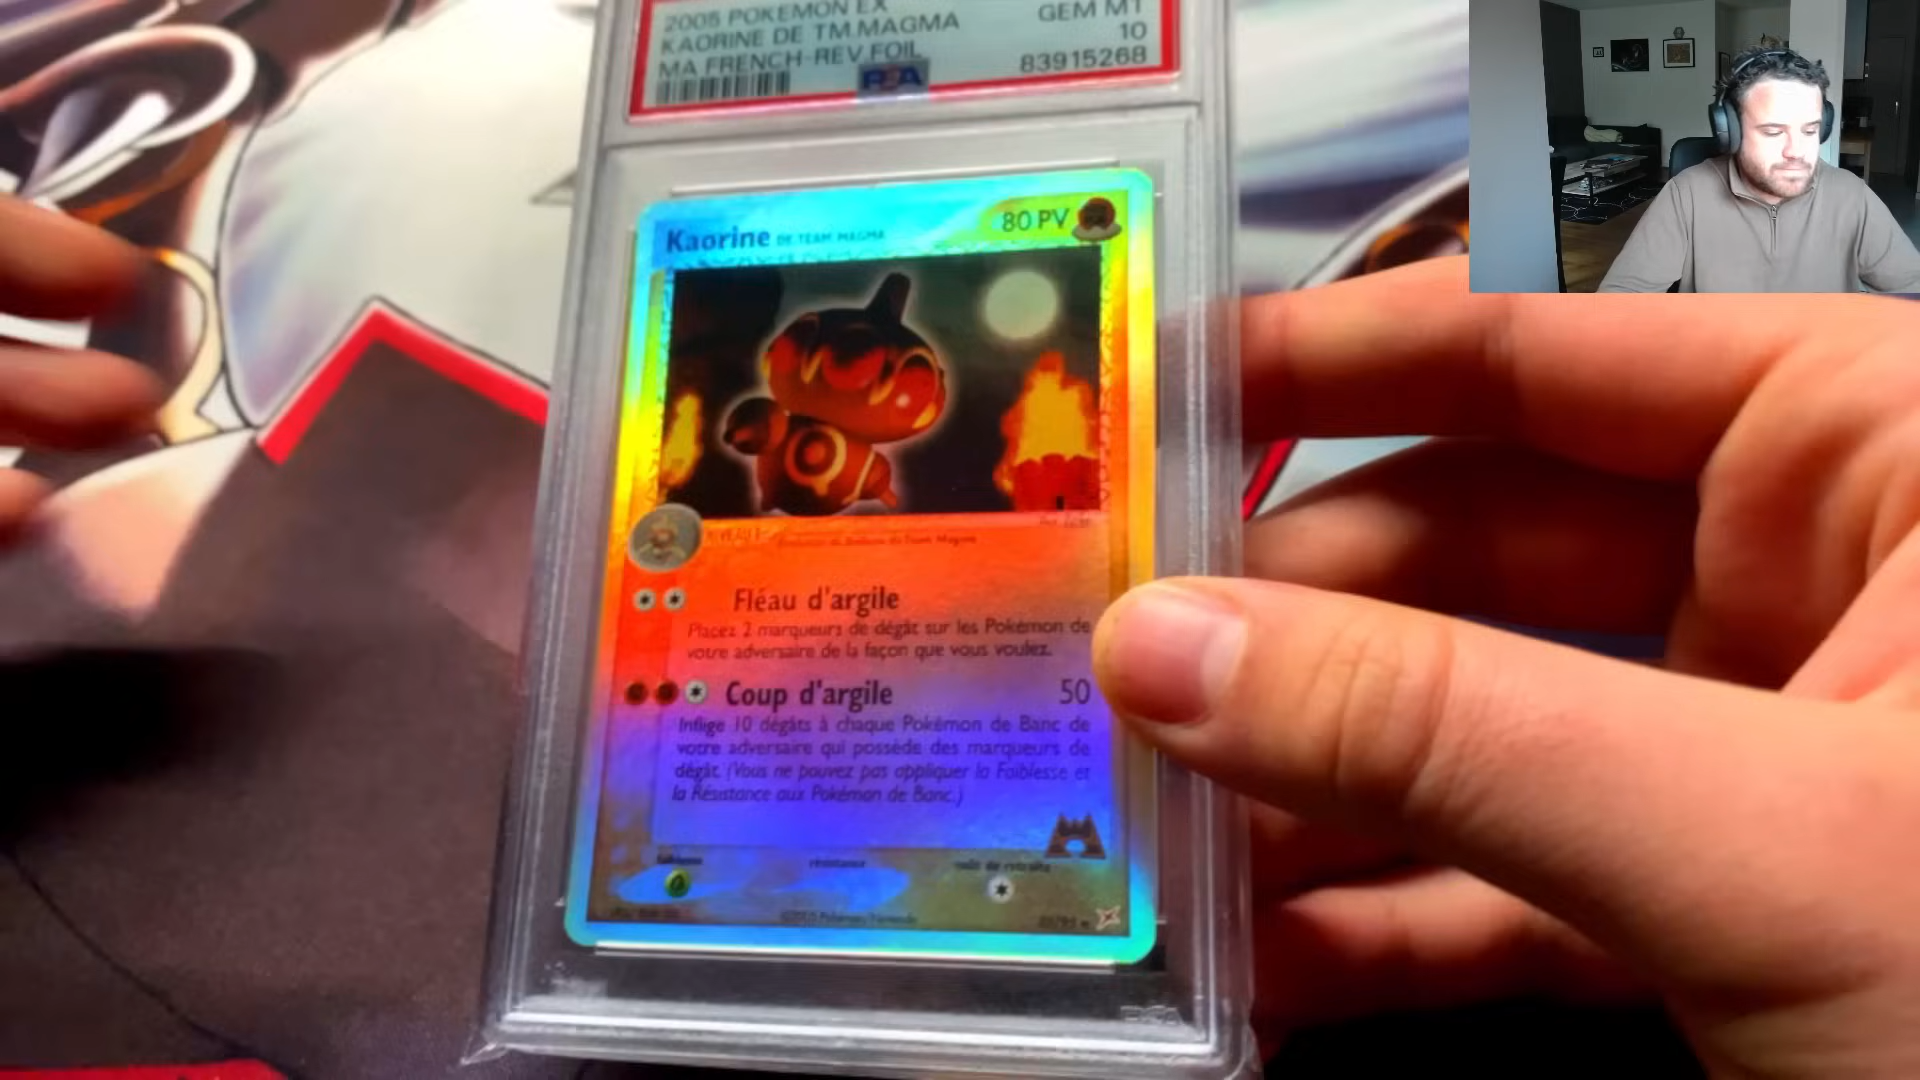 2005 POKEMON EX
GEM MT
KAORINE DE TM.MAGMA
10
MA FRENCH-REV.FOIL
83915268
PSA
Kaorine DE TEAM MAGMA
80 PV
Fléau d'argile
Placez 2 marqueurs de dégât sur les Pokémon de
votre adversaire de la façon que vous voulez.
Coup d'argile 50
Inflige 10 dégâts à chaque Pokémon de Banc de
votre adversaire qui possède des marqueurs de
dégât. (Vous ne pouvez pas appliquer la Faiblesse et
la Résistance aux Pokémon de Banc.)
faiblesse
résistance
coût de retraite
©2005 Pokémon/Nintendo
PSA